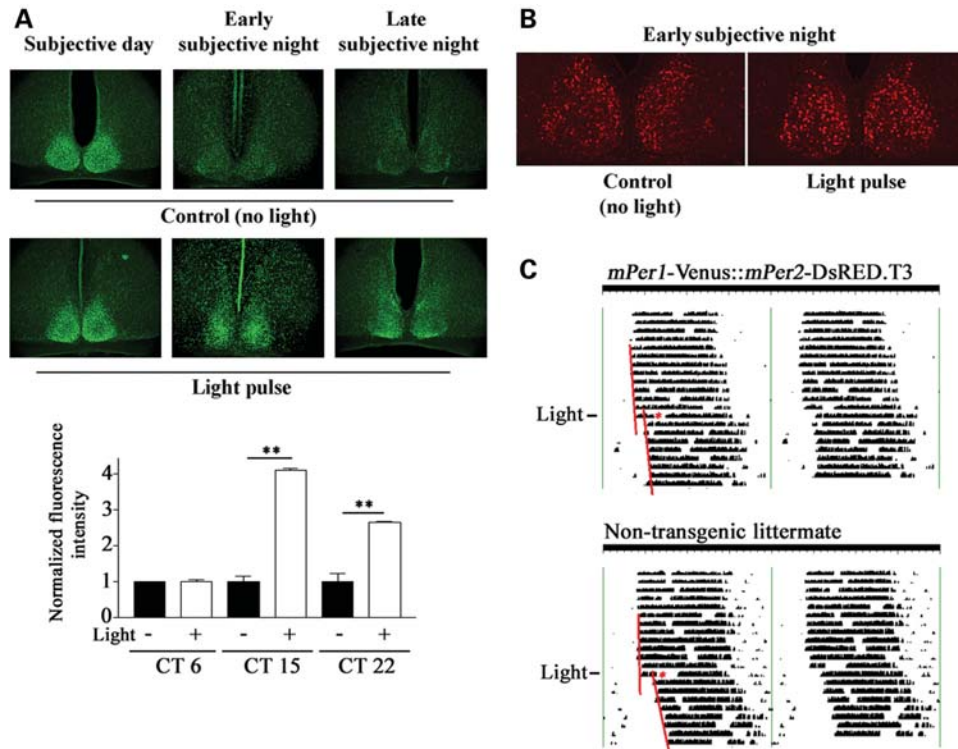 A
Subjective day
Early
subjective night
Late
subjective night
Control (no light)
Light pulse
Normalized fluorescence
intensity
4
3
2
1
0
**
**
Light - + - + - +
CT 6 CT 15 CT 22
B
Early subjective night
Control
(no light)
Light pulse
C
mPer1-Venus::mPer2-DsRED.T3
Light –
*
Non-transgenic littermate
Light –
*